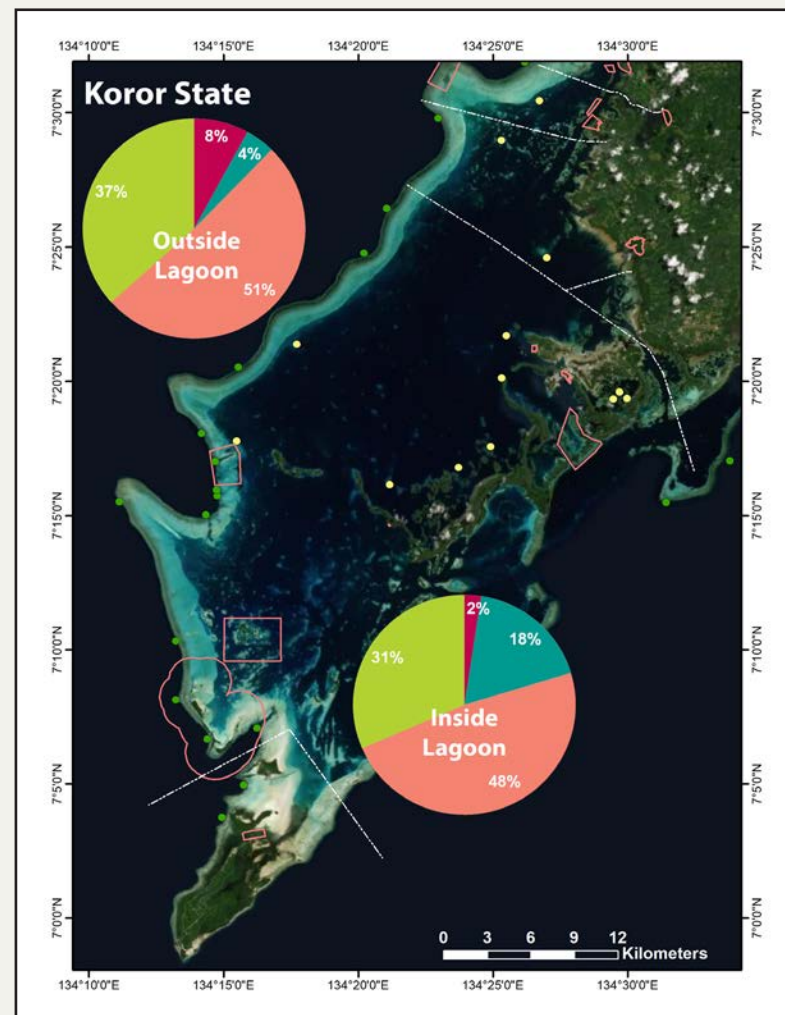 134°10'0"E 134°15'0"E 134°20'0"E 134°25'0"E 134°30'0"E
Koror State
7°30'0"N 7°30'0"N
8%
4%
37%
Outside
Lagoon
51%
7°25'0"N 7°25'0"N
7°20'0"N 7°20'0"N
7°15'0"N 7°15'0"N
2%
18%
31%
Inside
Lagoon
48%
7°10'0"N 7°10'0"N
7°5'0"N 7°5'0"N
7°0'0"N 7°0'0"N
0 3 6 9 12
Kilometers
134°10'0"E 134°15'0"E 134°20'0"E 134°25'0"E 134°30'0"E